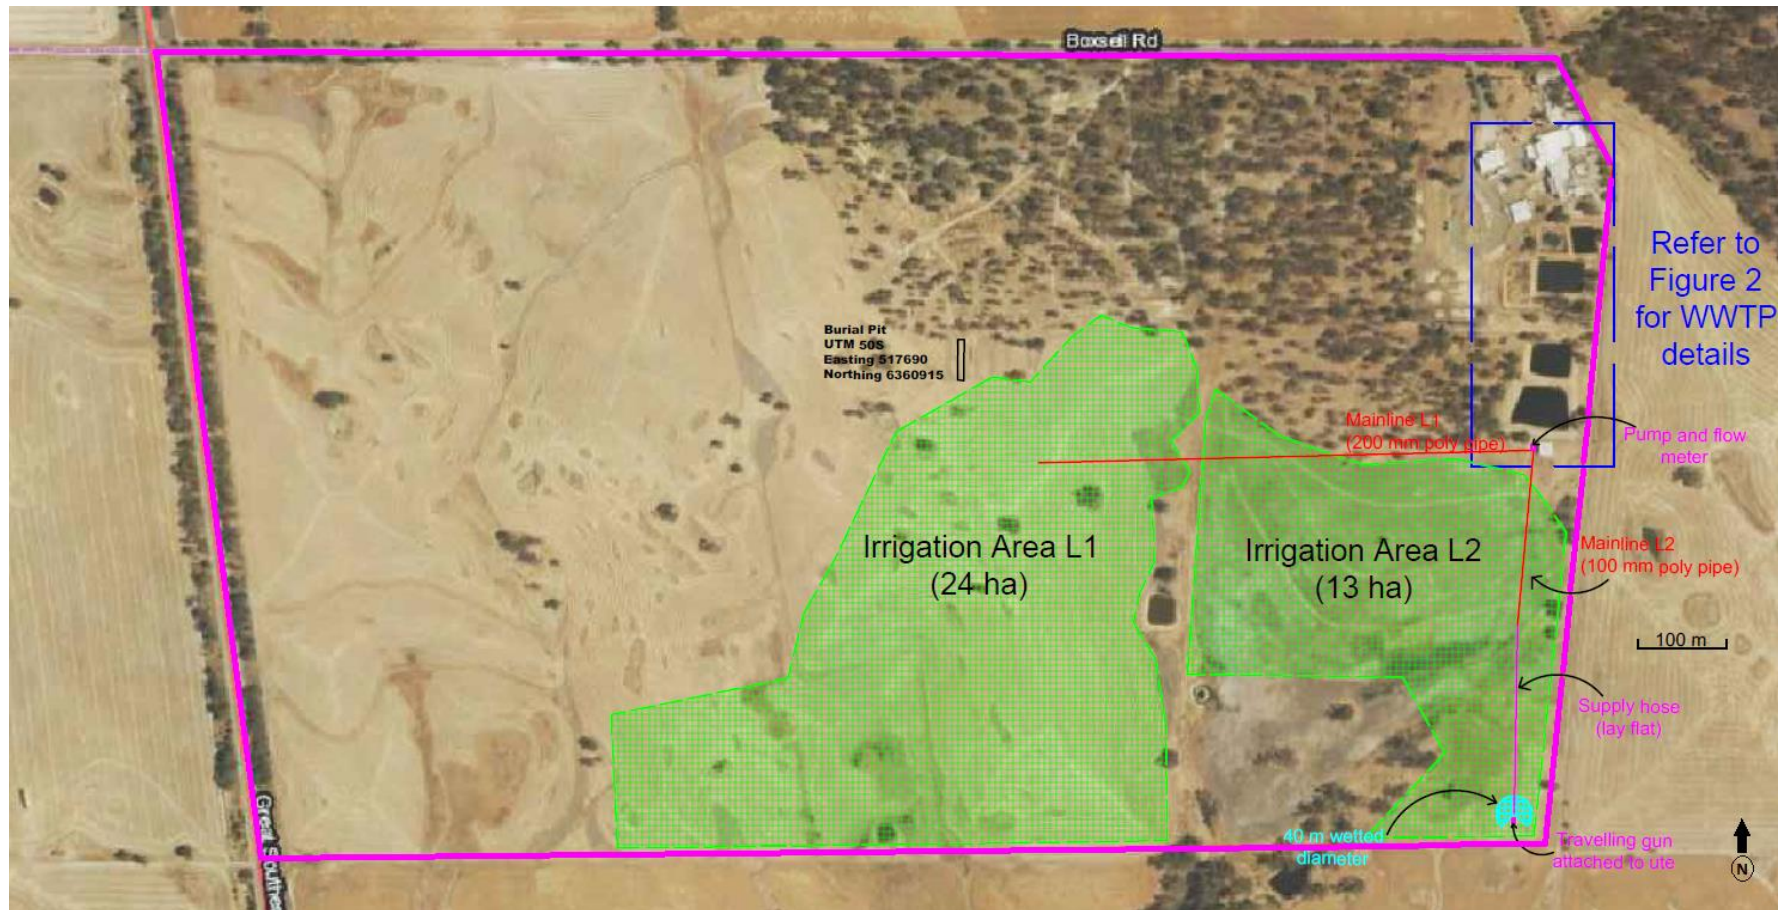 Boxsell Rd
Refer to
Figure 2
for WWTP
details
Burial Pit
UTM 50S
Easting 517690
Northing 6360915
Mainline L1
(200 mm poly pipe)
Pump and flow
meter
Irrigation Area L1
(24 ha)
Irrigation Area L2
(13 ha)
Mainline L2
(100 mm poly pipe)
100 m
Supply hose
(lay flat)
40 m wetted
diameter
Travelling gun
attached to ute
N
Great Southe